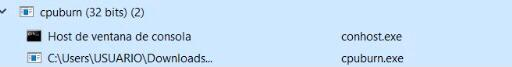 cpuburn (32 bits) (2)
Host de ventana de consola conhost.exe
C:\Users\USUARIO\Downloads... cpuburn.exe